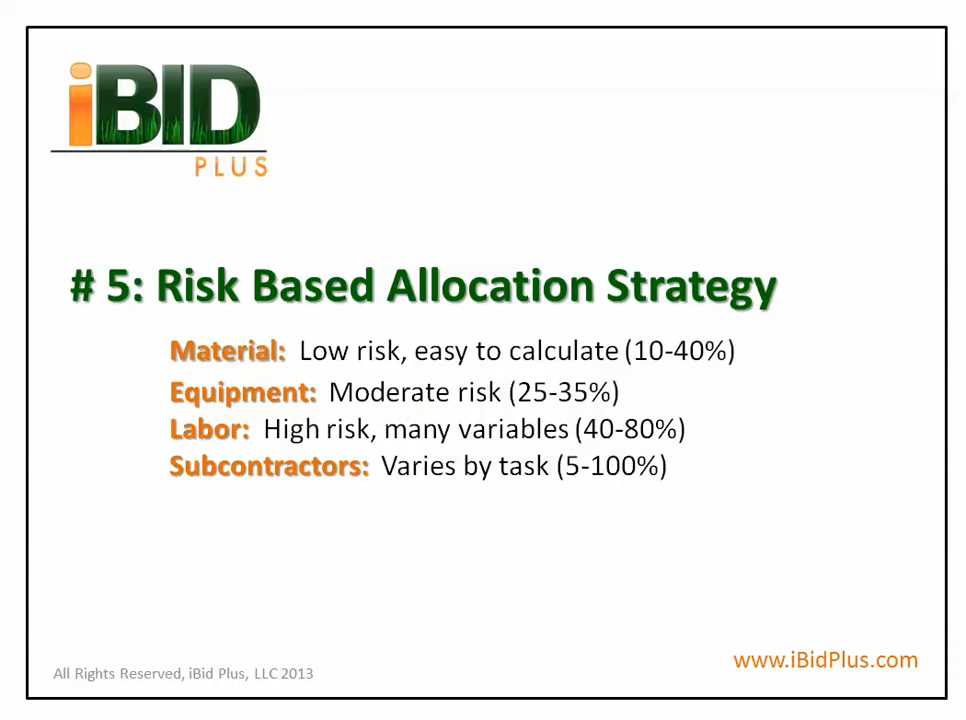 iBID
PLUS
# 5: Risk Based Allocation Strategy
Material: Low risk, easy to calculate (10-40%)
Equipment: Moderate risk (25-35%)
Labor: High risk, many variables (40-80%)
Subcontractors: Varies by task (5-100%)
All Rights Reserved, iBid Plus, LLC 2013
www.iBidPlus.com